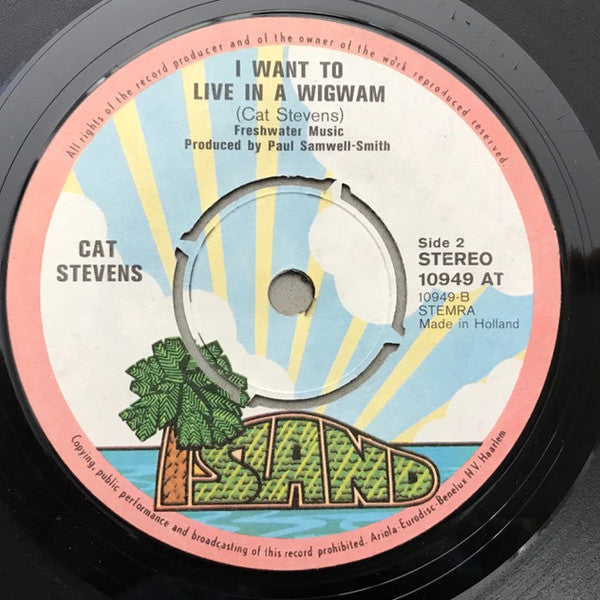 All rights of the record producer and of the owner of the work reproduced reserved.
I WANT TO
LIVE IN A WIGWAM
(Cat Stevens)
Freshwater Music
Produced by Paul Samwell-Smith
CAT
STEVENS
Side 2
STEREO
10949 AT
10949-B
STEMRA
Made in Holland
ISLAND
Copying, public performance and broadcasting of this record prohibited. Ariola-Eurodisc-Benelux N.V. Haarlem